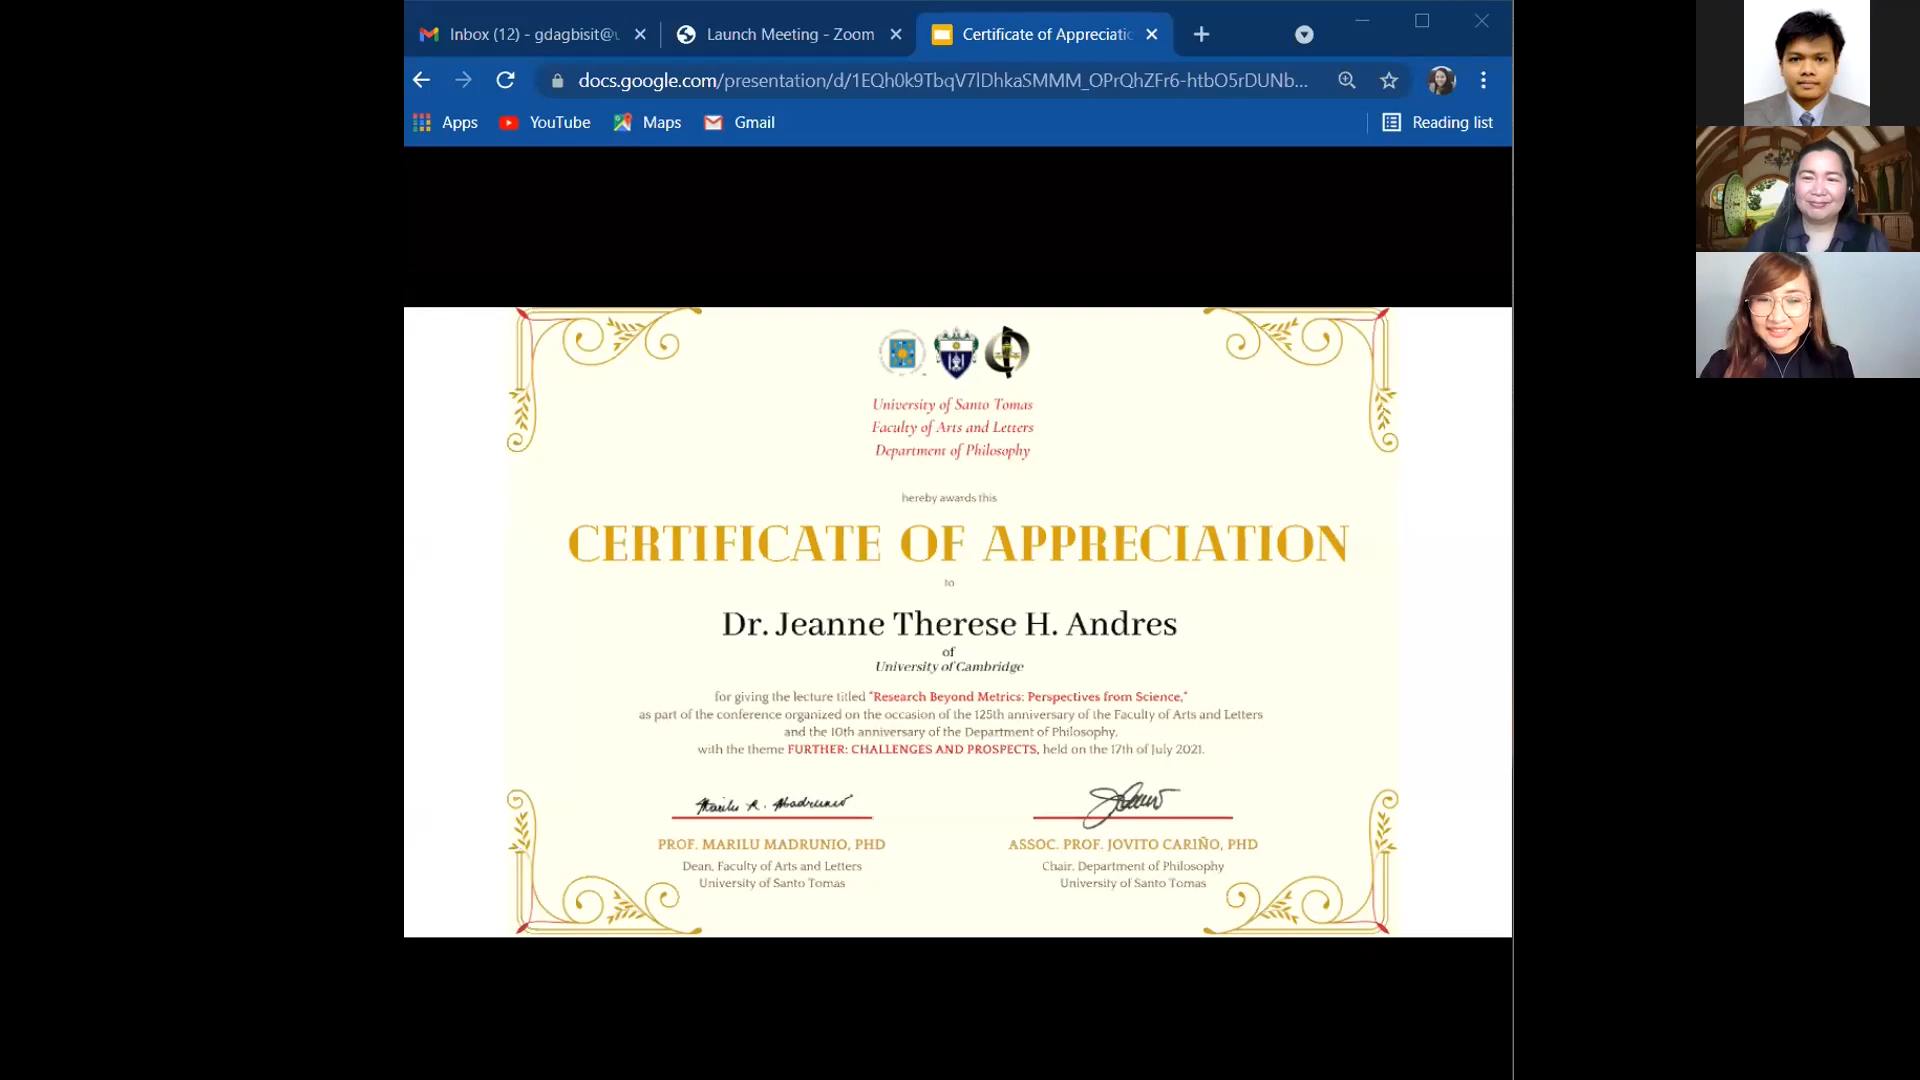 Inbox (12) - gdagbisit@u
Launch Meeting - Zoom
Certificate of Appreciatio
docs.google.com/presentation/d/1EQh0k9TbqV7lDhkaSMMM_OPrQhZFr6-htbO5rDUNb...
Apps
YouTube
Maps
Gmail
Reading list
University of Santo Tomas
Faculty of Arts and Letters
Department of Philosophy
hereby awards this
CERTIFICATE OF APPRECIATION
to
Dr. Jeanne Therese H. Andres
of
University of Cambridge
for giving the lecture titled "Research Beyond Metrics: Perspectives from Science,"
as part of the conference organized on the occasion of the 125th anniversary of the Faculty of Arts and Letters
and the 10th anniversary of the Department of Philosophy,
with the theme FURTHER: CHALLENGES AND PROSPECTS, held on the 17th of July 2021.
Marilu R. Madrunio
PROF. MARILU MADRUNIO, PHD
Dean, Faculty of Arts and Letters
University of Santo Tomas
ASSOC. PROF. JOVITO CARIÑO, PHD
Chair, Department of Philosophy
University of Santo Tomas